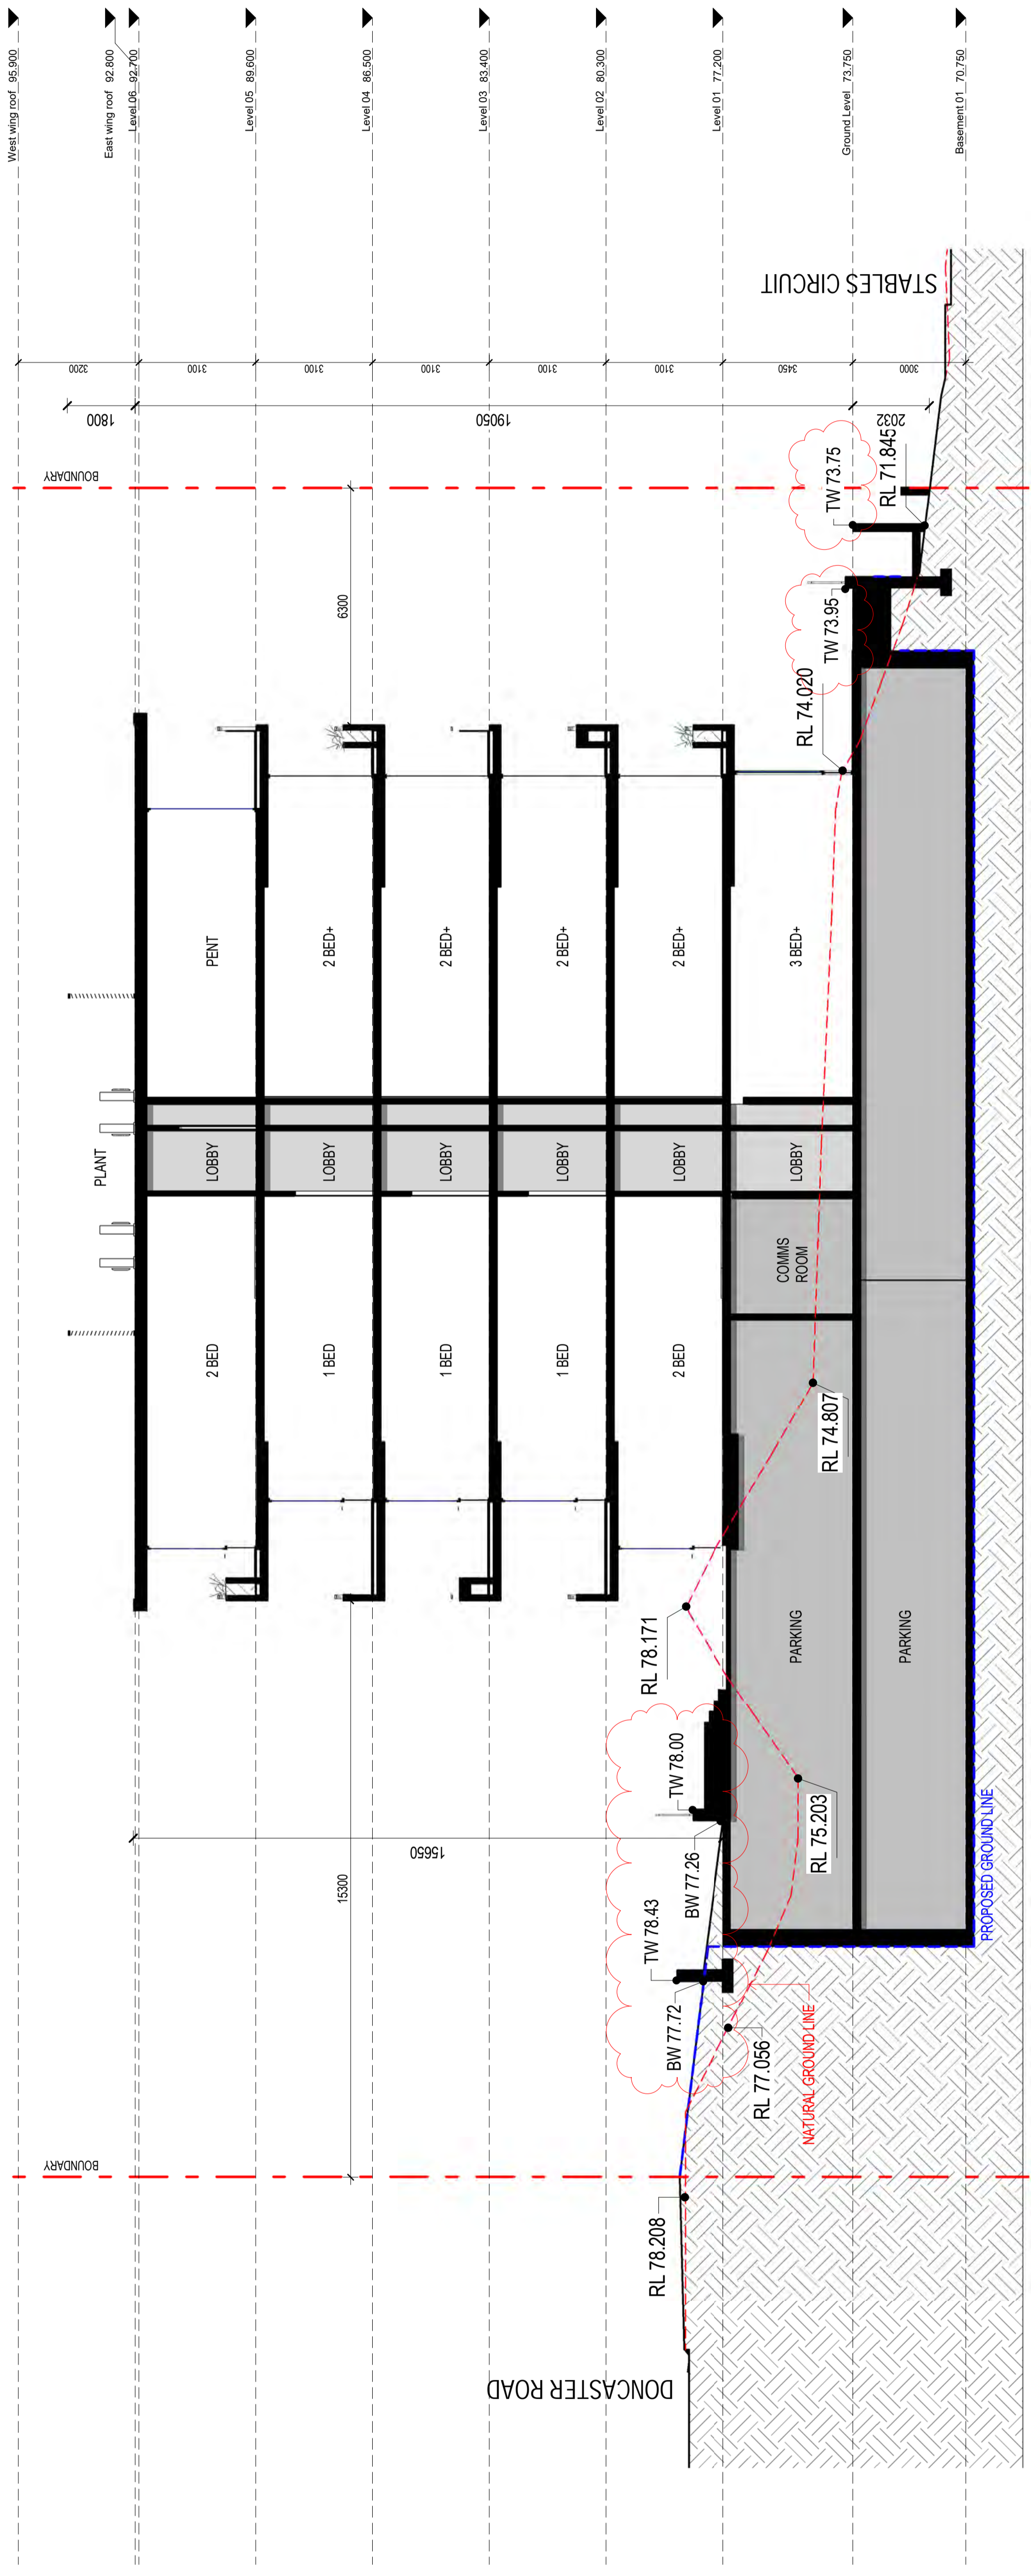 West wing roof 95.900
East wing roof 92.800
Level 06 92.700
Level 05 89.600
Level 04 86.500
Level 03 83.400
Level 02 80.300
Level 01 77.200
Ground Level 73.750
Basement 01 70.750
STABLES CIRCUIT
3200
3100
3100
3100
3100
3100
3450
3000
1800
19050
2032
BOUNDARY
TW 73.75
RL 71.845
6300
TW 73.95
RL 74.020
PENT
2 BED+
2 BED+
2 BED+
2 BED+
3 BED+
PLANT
LOBBY
LOBBY
LOBBY
LOBBY
LOBBY
LOBBY
COMMS
ROOM
2 BED
1 BED
1 BED
1 BED
2 BED
RL 74.807
RL 78.171
PARKING
PARKING
TW 78.00
RL 75.203
PROPOSED GROUND LINE
15650
15300
BW 77.26
TW 78.43
BW 77.72
RL 77.056
NATURAL GROUND LINE
BOUNDARY
RL 78.208
DONCASTER ROAD